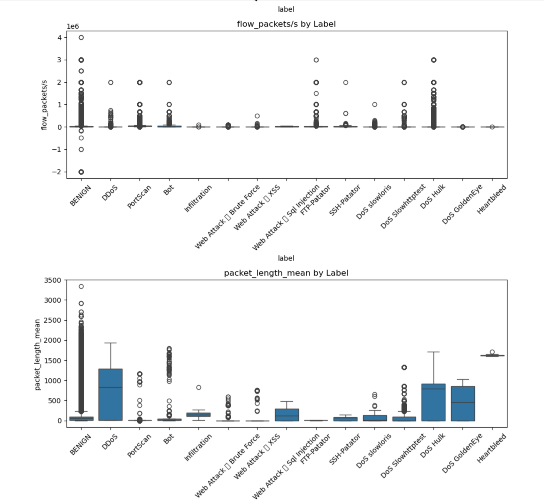 label
flow_packets/s by Label
1e6
4
3
2
1
0
−1
−2
flow_packets/s
BENIGN
DDoS
PortScan
Bot
Infiltration
Web Attack ▯ Brute Force
Web Attack ▯ XSS
Web Attack ▯ Sql Injection
FTP-Patator
SSH-Patator
DoS slowloris
DoS Slowhttptest
DoS Hulk
DoS GoldenEye
Heartbleed
label
packet_length_mean by Label
3500
3000
2500
2000
1500
1000
500
0
packet_length_mean
BENIGN
DDoS
PortScan
Bot
Infiltration
Web Attack ▯ Brute Force
Web Attack ▯ XSS
Web Attack ▯ Sql Injection
FTP-Patator
SSH-Patator
DoS slowloris
DoS Slowhttptest
DoS Hulk
DoS GoldenEye
Heartbleed